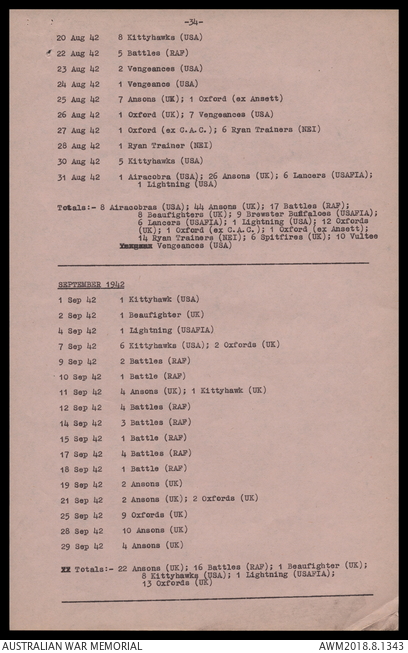 -34-
20 Aug 42 8 Kittyhawks (USA)
22 Aug 42 5 Battles (RAF)
23 Aug 42 2 Vengeances (USA)
24 Aug 42 1 Vengeance (USA)
25 Aug 42 7 Ansons (UK); 1 Oxford (ex Ansett)
26 Aug 42 1 Oxford (UK); 7 Vengeances (USA)
27 Aug 42 1 Oxford (ex C.A.C.); 6 Ryan Trainers (NEI)
28 Aug 42 1 Ryan Trainer (NEI)
30 Aug 42 5 Kittyhawks (USA)
31 Aug 42 1 Airacobra (USA); 26 Ansons (UK); 6 Lancers (USAFIA);
1 Lightning (USA)
Totals:- 8 Airacobras (USA); 44 Ansons (UK); 17 Battles (RAF);
8 Beaufighters (UK); 9 Brewster Buffaloes (USAFIA);
6 Lancers (USAFIA); 1 Lightning (USA); 12 Oxfords
(UK); 1 Oxford (ex C.A.C.); 1 Oxford (ex Ansett);
14 Ryan Trainers (NEI); 6 Spitfires (UK); 10 Vultee
Vengeances (USA)
SEPTEMBER 1942
1 Sep 42 1 Kittyhawk (USA)
2 Sep 42 1 Beaufighter (UK)
4 Sep 42 1 Lightning (USAFIA)
7 Sep 42 6 Kittyhawks (USA); 2 Oxfords (UK)
9 Sep 42 2 Battles (RAF)
10 Sep 42 1 Battle (RAF)
11 Sep 42 4 Ansons (UK); 1 Kittyhawk (UK)
12 Sep 42 4 Battles (RAF)
14 Sep 42 3 Battles (RAF)
15 Sep 42 1 Battle (RAF)
17 Sep 42 4 Battles (RAF)
18 Sep 42 1 Battle (RAF)
19 Sep 42 2 Ansons (UK)
21 Sep 42 2 Ansons (UK); 2 Oxfords (UK)
25 Sep 42 9 Oxfords (UK)
28 Sep 42 10 Ansons (UK)
29 Sep 42 4 Ansons (UK)
Totals:- 22 Ansons (UK); 16 Battles (RAF); 1 Beaufighter (UK);
8 Kittyhawks (USA); 1 Lightning (USAFIA);
13 Oxfords (UK)
AUSTRALIAN WAR MEMORIAL AWM2018.8.1343